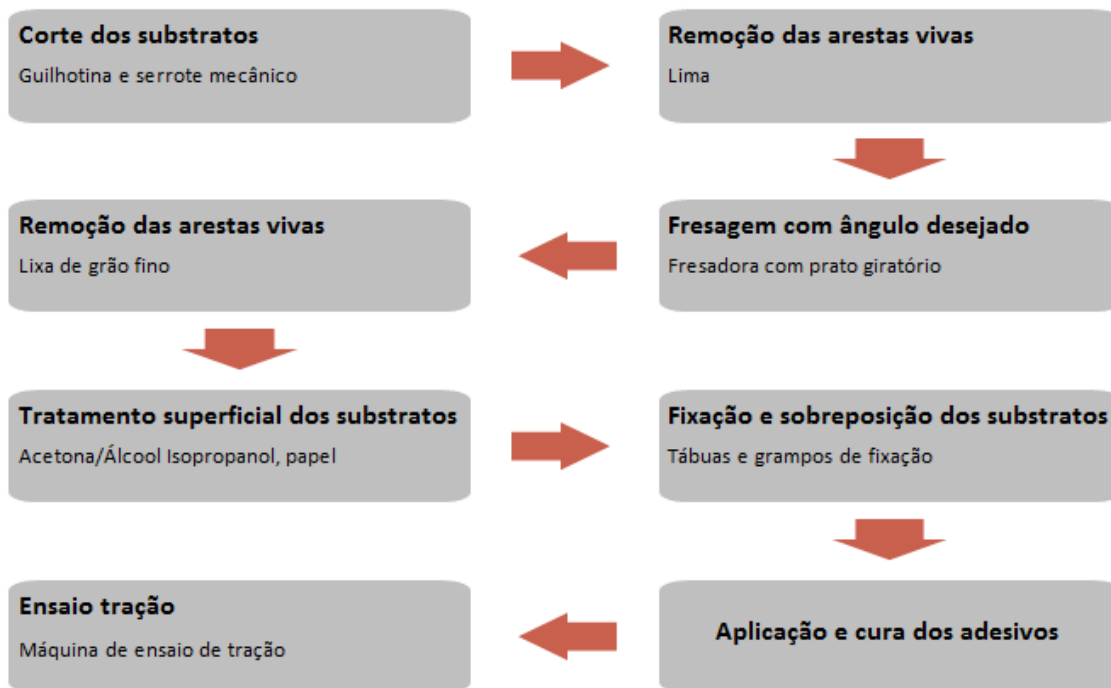 Corte dos substratos
Guilhotina e serrote mecânico
Remoção das arestas vivas
Lima
Fresagem com ângulo desejado
Fresadora com prato giratório
Remoção das arestas vivas
Lixa de grão fino
Tratamento superficial dos substratos
Acetona/Álcool Isopropanol, papel
Fixação e sobreposição dos substratos
Tábuas e grampos de fixação
Aplicação e cura dos adesivos
Ensaio tração
Máquina de ensaio de tração